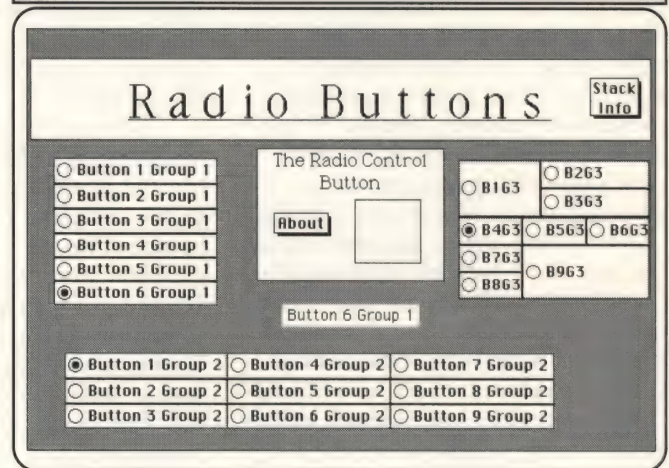 Radio Buttons
Stack
Info
Button 1 Group 1
Button 2 Group 1
Button 3 Group 1
Button 4 Group 1
Button 5 Group 1
Button 6 Group 1
The Radio Control
Button
About
B1G3
B2G3
B3G3
B4G3 B5G3 B6G3
B7G3
B8G3
B9G3
Button 6 Group 1
Button 1 Group 2 Button 4 Group 2 Button 7 Group 2
Button 2 Group 2 Button 5 Group 2 Button 8 Group 2
Button 3 Group 2 Button 6 Group 2 Button 9 Group 2